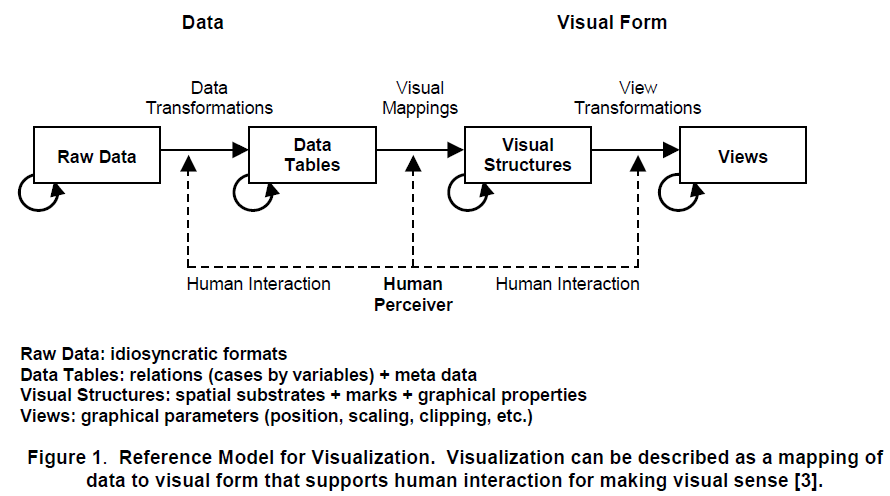 Data
Visual Form
Data
Transformations
Visual
Mappings
View
Transformations
Raw Data
Data
Tables
Visual
Structures
Views
Human Interaction
Human
Perceiver
Human Interaction
Raw Data: idiosyncratic formats
Data Tables: relations (cases by variables) + meta data
Visual Structures: spatial substrates + marks + graphical properties
Views: graphical parameters (position, scaling, clipping, etc.)
Figure 1.  Reference Model for Visualization.  Visualization can be described as a mapping of
data to visual form that supports human interaction for making visual sense [3].